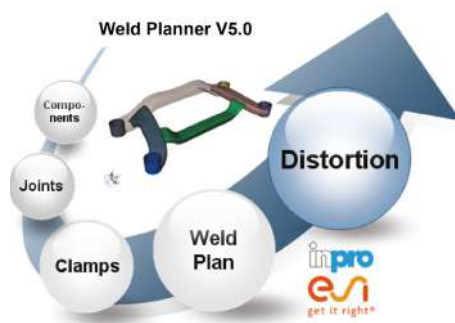 Weld Planner V5.0
Compo-
nents
Joints
Clamps
Weld
Plan
Distortion
inpro
esi
get it right®